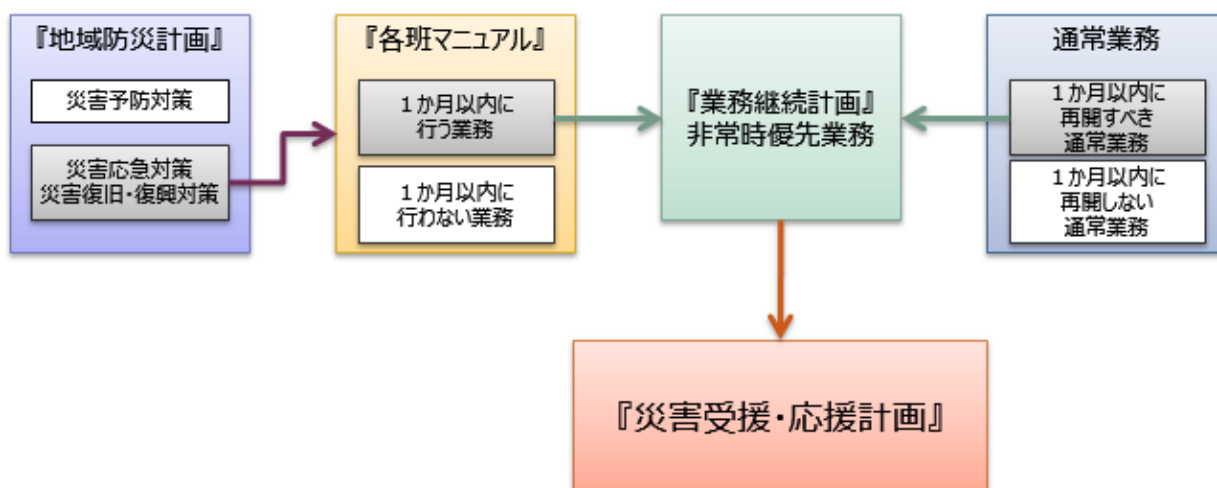 『地域防災計画』
災害予防対策
災害応急対策
災害復旧・復興対策
『各班マニュアル』
１か月以内に
行う業務
１か月以内に
行わない業務
『業務継続計画』
非常時優先業務
通常業務
１か月以内に
再開すべき
通常業務
１か月以内に
再開しない
通常業務
『災害受援・応援計画』